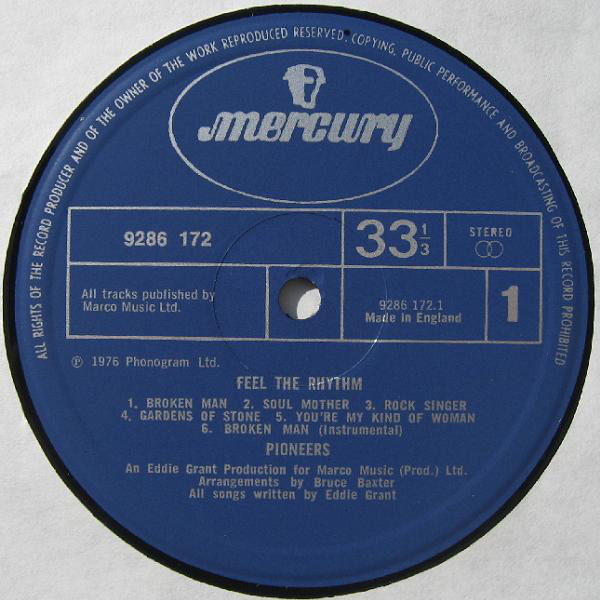 ALL RIGHTS OF THE RECORD PRODUCER AND OF THE OWNER OF THE WORK REPRODUCED RESERVED. COPYING, PUBLIC PERFORMANCE AND BROADCASTING OF THIS RECORD PROHIBITED
mercury
9286 172
33 1/3
STEREO
All tracks published by
Marco Music Ltd.
9286 172.1
Made in England
1
℗ 1976 Phonogram Ltd.
FEEL THE RHYTHM
1. BROKEN MAN 2. SOUL MOTHER 3. ROCK SINGER
4. GARDENS OF STONE 5. YOU'RE MY KIND OF WOMAN
6. BROKEN MAN (Instrumental)
PIONEERS
An Eddie Grant Production for Marco Music (Prod.) Ltd.
Arrangements by Bruce Baxter
All songs written by Eddie Grant